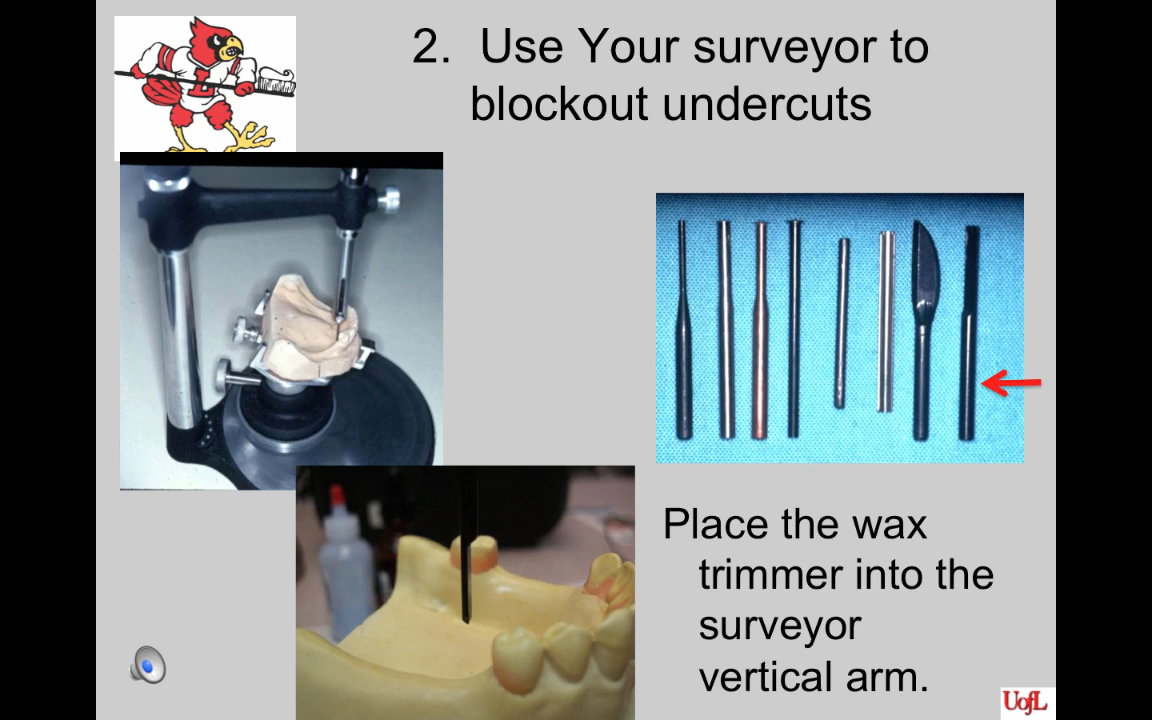 2. Use Your surveyor to
blockout undercuts
L
Place the wax
trimmer into the
surveyor
vertical arm.
UofL